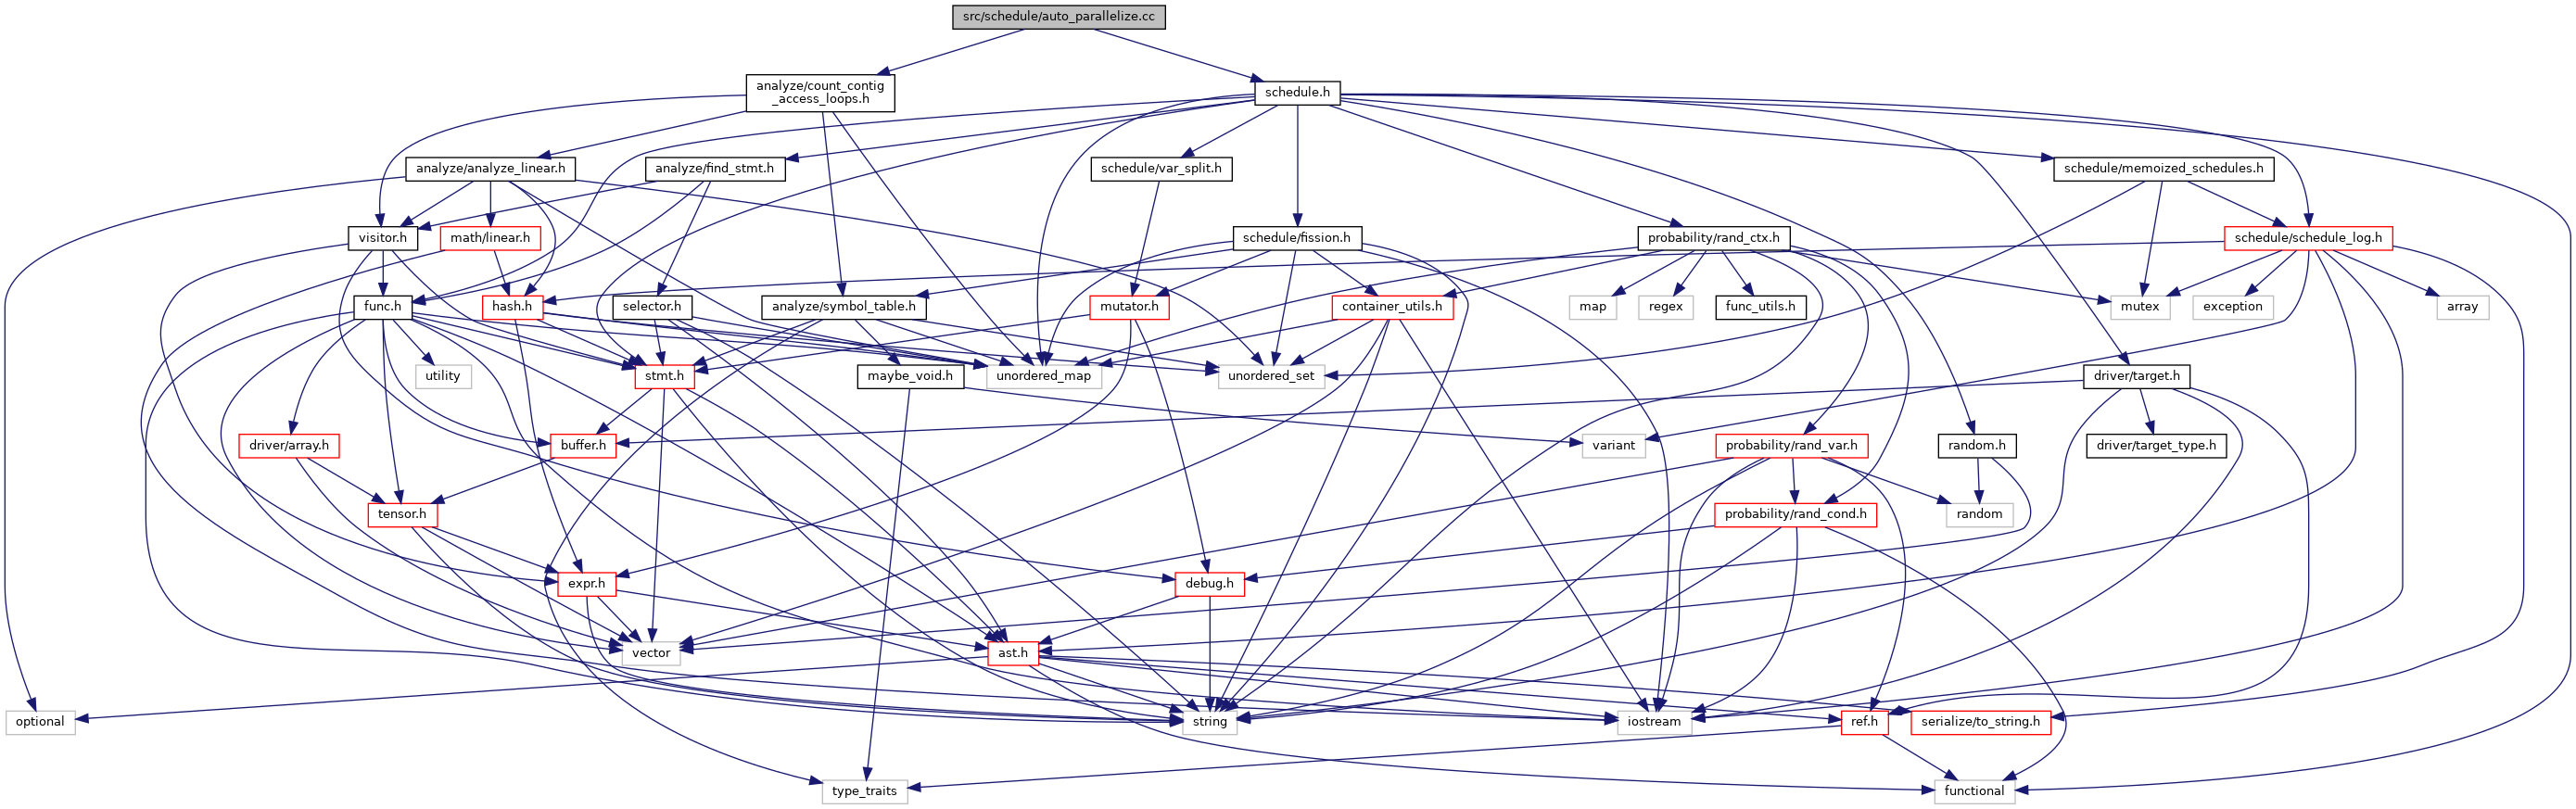 src/schedule/auto_parallelize.cc
analyze/count_contig
_access_loops.h
schedule.h
analyze/analyze_linear.h
analyze/find_stmt.h
schedule/var_split.h
schedule/memoized_schedules.h
visitor.h
math/linear.h
schedule/fission.h
probability/rand_ctx.h
schedule/schedule_log.h
func.h
hash.h
selector.h
analyze/symbol_table.h
mutator.h
container_utils.h
map
regex
func_utils.h
mutex
exception
array
utility
stmt.h
maybe_void.h
unordered_map
unordered_set
driver/target.h
driver/array.h
buffer.h
variant
probability/rand_var.h
random.h
driver/target_type.h
tensor.h
probability/rand_cond.h
random
expr.h
debug.h
vector
ast.h
optional
string
iostream
ref.h
serialize/to_string.h
type_traits
functional